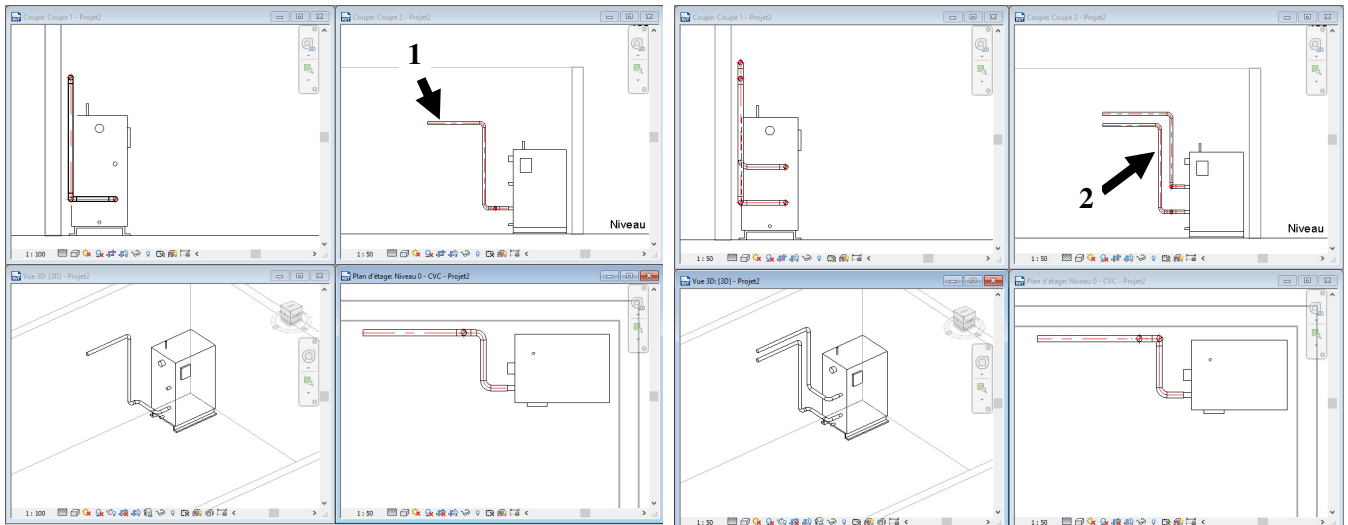 Coupe: Coupe 1 - Projet2
Coupe: Coupe 2 - Projet2
1
Niveau
1 : 100
1 : 50
Vue 3D: {3D} - Projet2
Plan d'étage: Niveau 0 - CVC - Projet2
1 : 100
1 : 50
Coupe: Coupe 1 - Projet2
Coupe: Coupe 2 - Projet2
2
Niveau
1 : 50
1 : 50
Vue 3D: {3D} - Projet2
Plan d'étage: Niveau 0 - CVC - Projet2
1 : 50
1 : 50